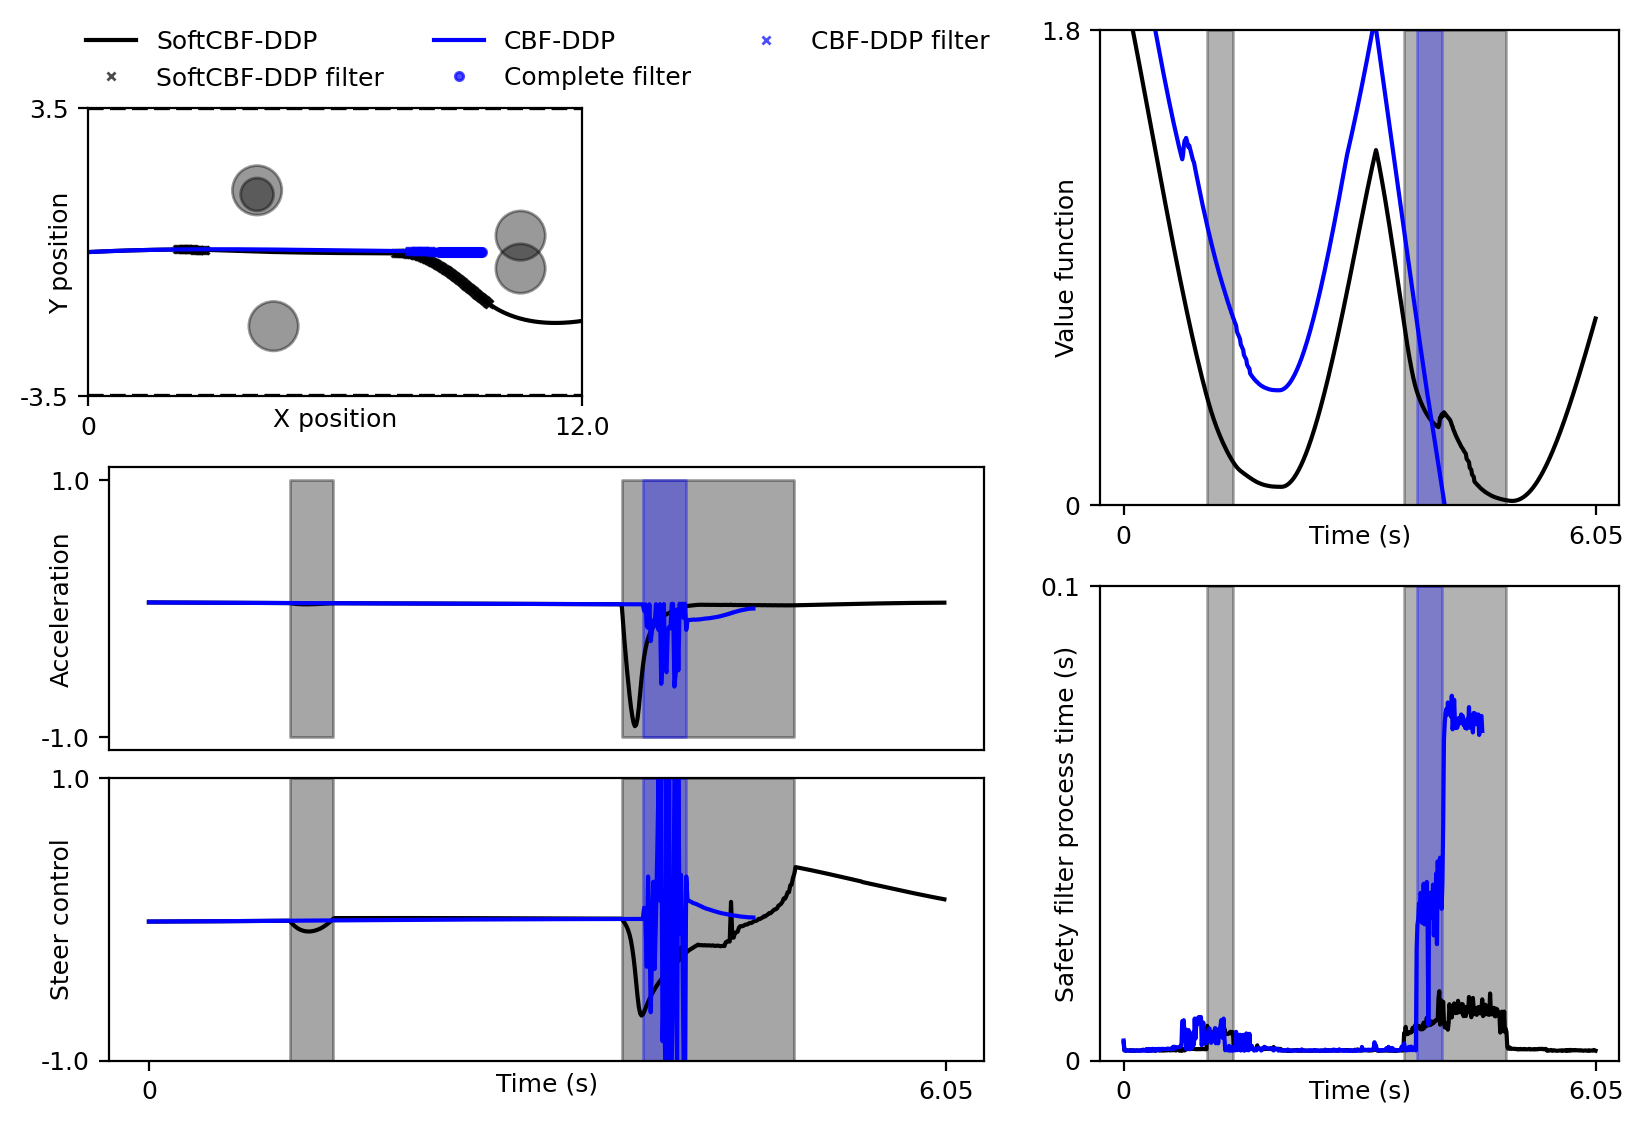 SoftCBF-DDP
CBF-DDP
CBF-DDP filter
SoftCBF-DDP filter
Complete filter
3.5
Y position
-3.5
0
X position
12.0
1.0
Acceleration
-1.0
1.0
Steer control
-1.0
0
Time (s)
6.05
1.8
Value function
0
0
Time (s)
6.05
0.1
Safety filter process time (s)
0
0
Time (s)
6.05